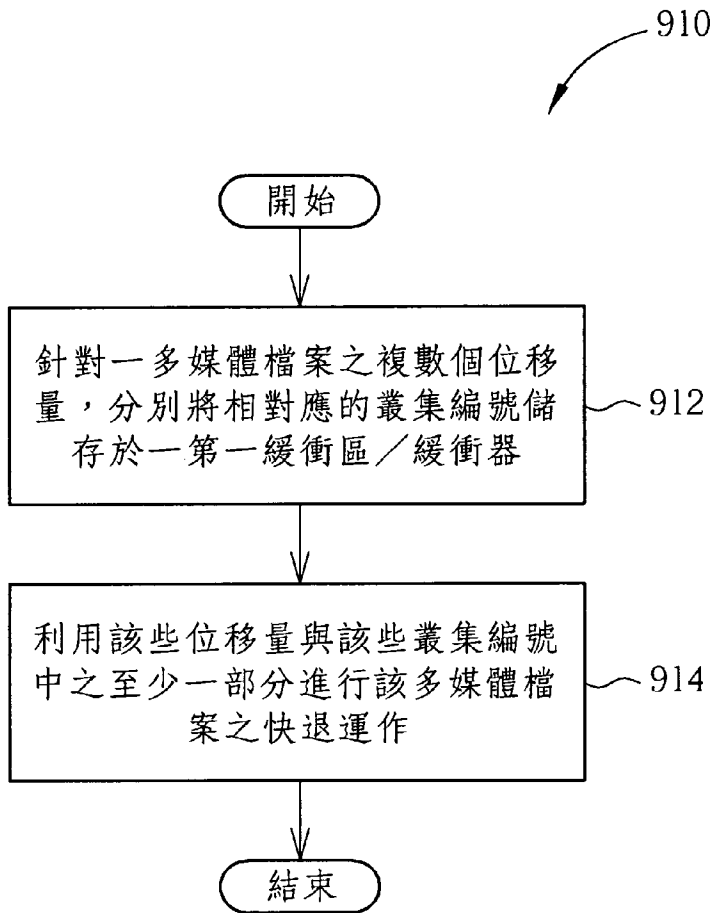 910
開始
針對一多媒體檔案之複數個位移
量，分別將相對應的叢集編號儲
存於一第一緩衝區／緩衝器
912
利用該些位移量與該些叢集編號
中之至少一部分進行該多媒體檔
案之快退運作
914
結束